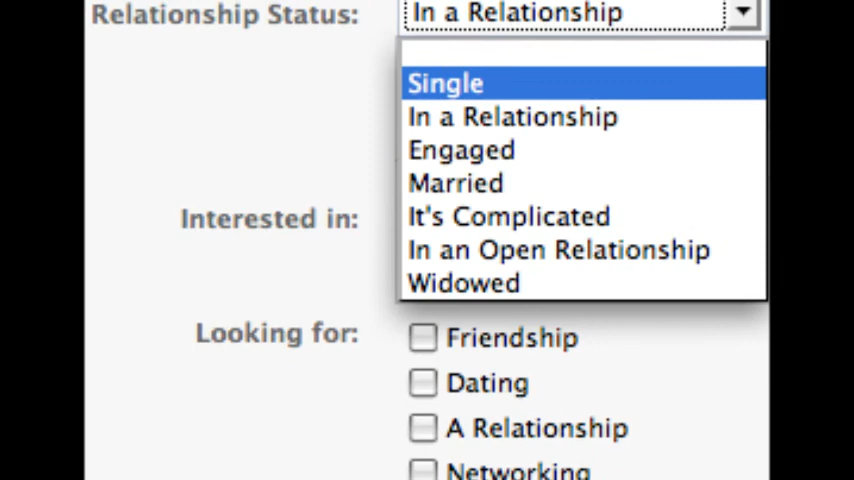 Relationship Status: In a Relationship
Single
In a Relationship
Engaged
Married
It's Complicated
In an Open Relationship
Widowed
Interested in:
Looking for: Friendship
Dating
A Relationship
Networking